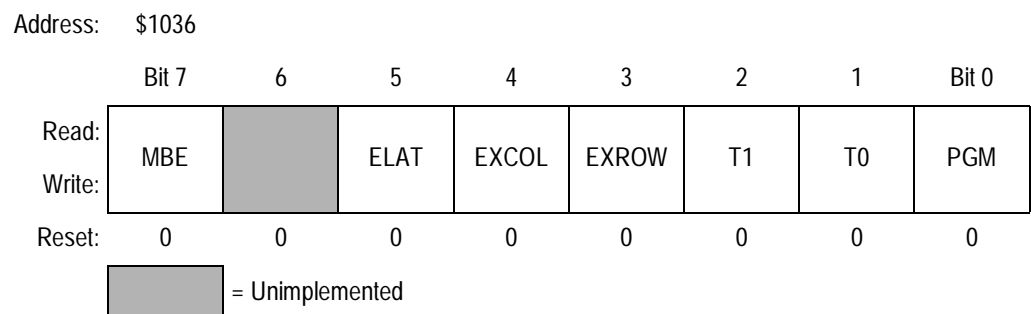 Address: $1036
Bit 7 6 5 4 3 2 1 Bit 0
Read:
MBE ELAT EXCOL EXROW T1 T0 PGM
Write:
Reset: 0 0 0 0 0 0 0 0
= Unimplemented